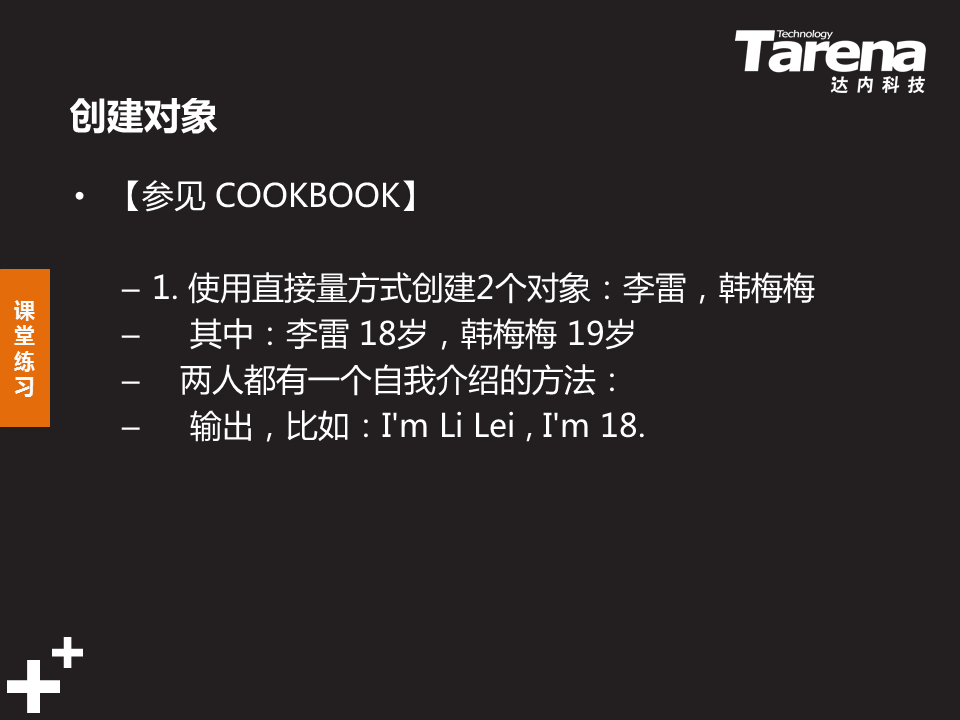 Technology
Tarena
达内科技
创建对象
• 【参见 COOKBOOK】
– 1. 使用直接量方式创建2个对象：李雷，韩梅梅
– 其中：李雷 18岁，韩梅梅 19岁
– 两人都有一个自我介绍的方法：
– 输出，比如：I'm Li Lei , I'm 18.
课
堂
练
习